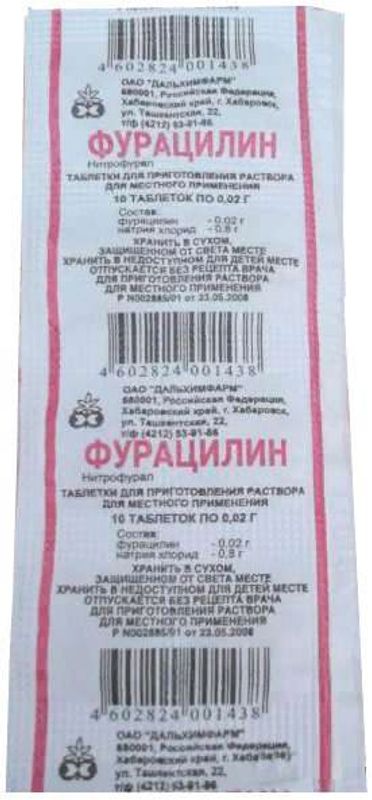 4 602824 001438
ОАО "ДАЛЬХИМФАРМ"
680001, Российская Федерация,
Хабаровский край, г. Хабаровск,
ул. Ташкентская, 22,
т/ф (4212) 53-91-86
ФУРАЦИЛИН
Нитрофурал
ТАБЛЕТКИ ДЛЯ ПРИГОТОВЛЕНИЯ РАСТВОРА
ДЛЯ МЕСТНОГО ПРИМЕНЕНИЯ
10 ТАБЛЕТОК ПО 0,02 Г
Состав:
фурацилин - 0,02 г
натрия хлорид - 0,8 г
ХРАНИТЬ В СУХОМ,
ЗАЩИЩЕННОМ ОТ СВЕТА МЕСТЕ
ХРАНИТЬ В НЕДОСТУПНОМ ДЛЯ ДЕТЕЙ МЕСТЕ
ОТПУСКАЕТСЯ БЕЗ РЕЦЕПТА ВРАЧА
ДЛЯ ПРИГОТОВЛЕНИЯ РАСТВОРА
ДЛЯ МЕСТНОГО ПРИМЕНЕНИЯ
Р N002885/01 от 23.05.2008
4 602824 001438
ОАО "ДАЛЬХИМФАРМ"
680001, Российская Федерация,
Хабаровский край, г. Хабаровск,
ул. Ташкентская, 22,
т/ф (4212) 53-91-86
ФУРАЦИЛИН
Нитрофурал
ТАБЛЕТКИ ДЛЯ ПРИГОТОВЛЕНИЯ РАСТВОРА
ДЛЯ МЕСТНОГО ПРИМЕНЕНИЯ
10 ТАБЛЕТОК ПО 0,02 Г
Состав:
фурацилин - 0,02 г
натрия хлорид - 0,8 г
ХРАНИТЬ В СУХОМ,
ЗАЩИЩЕННОМ ОТ СВЕТА МЕСТЕ
ХРАНИТЬ В НЕДОСТУПНОМ ДЛЯ ДЕТЕЙ МЕСТЕ
ОТПУСКАЕТСЯ БЕЗ РЕЦЕПТА ВРАЧА
ДЛЯ ПРИГОТОВЛЕНИЯ РАСТВОРА
ДЛЯ МЕСТНОГО ПРИМЕНЕНИЯ
Р N002885/01 от 23.05.2008
4 602824 001438
ОАО "ДАЛЬХИМФАРМ"
680001, Российская Федерация,
Хабаровский край, г.
ул. Ташкентская, 22,